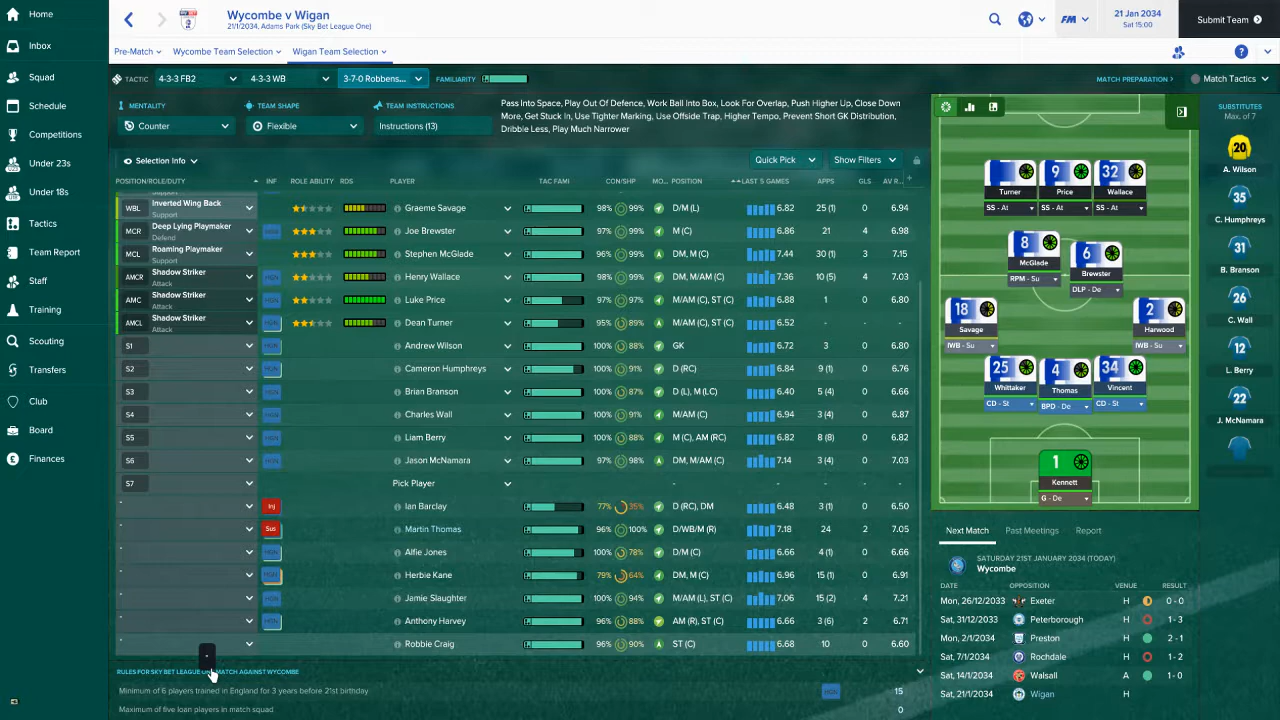 Home
Inbox
Squad
Schedule
Competitions
Under 23s
Under 18s
Tactics
Team Report
Staff
Training
Scouting
Transfers
Club
Board
Finances
Wycombe v Wigan
21/1/2034, Adams Park (Sky Bet League One)
FM
21 Jan 2034
Sat 15:00
Submit Team
Pre-Match
Wycombe Team Selection
Wigan Team Selection
TACTIC 4-3-3 FB2 4-3-3 WB 3-7-0 Robbens... FAMILIARITY
MATCH PREPARATION > Match Tactics
MENTALITY TEAM SHAPE TEAM INSTRUCTIONS
Counter Flexible Instructions (13)
Pass Into Space, Play Out Of Defence, Work Ball Into Box, Look For Overlap, Push Higher Up, Close Down
More, Get Stuck In, Use Tighter Marking, Use Offside Trap, Higher Tempo, Prevent Short GK Distribution,
Dribble Less, Play Much Narrower
Selection Info Quick Pick Show Filters
POSITION/ROLE/DUTY INF ROLE ABILITY RDS PLAYER TAC FAMI CON/SHP MO... POSITION LAST 5 GAMES APPS GLS AV R...
Support
WBL Inverted Wing Back Support Graeme Savage 98% 99% D/M (L) 6.82 25 (1) 0 6.94
MCR Deep Lying Playmaker Defend HGN Joe Brewster 97% 99% M (C) 6.86 21 4 6.98
MCL Roaming Playmaker Support Stephen McGlade 96% 99% DM, M (C) 7.44 30 (1) 3 7.15
AMCR Shadow Striker Attack HGN Henry Wallace 98% 99% DM, M/AM (C) 7.36 10 (5) 4 7.03
AMC Shadow Striker Attack HGN Luke Price 97% 97% M/AM (C), ST (C) 6.88 1 0 6.80
AMCL Shadow Striker Attack HGN Dean Turner 95% 89% M/AM (C), ST (C) 6.52 - - -
S1 HGN Andrew Wilson 100% 88% GK 6.72 3 0 6.80
S2 HGN Cameron Humphreys 100% 91% D (RC) 6.84 9 (1) 0 6.76
S3 HGN Brian Branson 100% 87% D (L), M (LC) 6.40 5 (4) 0 6.66
S4 HGN Charles Wall 100% 91% M/AM (C) 6.94 3 (4) 0 6.87
S5 HGN Liam Berry 100% 88% M (C), AM (RC) 6.82 8 (8) 0 6.82
S6 HGN Jason McNamara 97% 98% DM, M/AM (C) 7.14 3 (4) 0 7.03
S7 Pick Player - - - - -
- Inj Ian Barclay 77% 35% D (RC), DM 6.48 3 (1) 0 6.50
- Sus Martin Thomas 96% 100% D/WB/M (R) 7.18 24 2 7.05
- HGN Alfie Jones 100% 78% D/M (C) 6.66 4 (1) 0 6.66
- HGN Herbie Kane 79% 64% DM, M (C) 6.96 15 (1) 0 6.91
- HGN Jamie Slaughter 100% 94% M/AM (L), ST (C) 7.06 15 (2) 4 7.21
- HGN Anthony Harvey 96% 88% AM (R), ST (C) 6.66 3 (6) 2 6.71
- Robbie Craig 96% 90% ST (C) 6.68 10 0 6.60
MATCH AGAINST WYCOMBE
Minimum of 6 players trained in England for 3 years before 21st birthday HGN 15
Maximum of five loan players in match squad 0
7 9 32
Turner Price Wallace
SS - At SS - At SS - At
8
McGlade
RPM - Su
6
Brewster
DLP - De
18 2
Savage Harwood
IWB - Su IWB - Su
25 4 34
Whittaker Thomas Vincent
CD - St BPD - De CD - St
1
Kennett
G - De
SUBSTITUTES
Max. of 7
20
A. Wilson
35
C. Humphreys
31
B. Branson
26
C. Wall
12
L. Berry
22
J. McNamara
Next Match Past Meetings Report
SATURDAY 21ST JANUARY 2034 (TODAY)
Wycombe
DATE OPPOSITION VENUE RESULT
Mon, 26/12/2033 Exeter H 0 - 0
Sat, 31/12/2033 Peterborough H 1 - 3
Mon, 2/1/2034 Preston H 2 - 1
Sat, 7/1/2034 Rochdale H 1 - 2
Sat, 14/1/2034 Walsall A 1 - 0
Sat, 21/1/2034 Wigan H